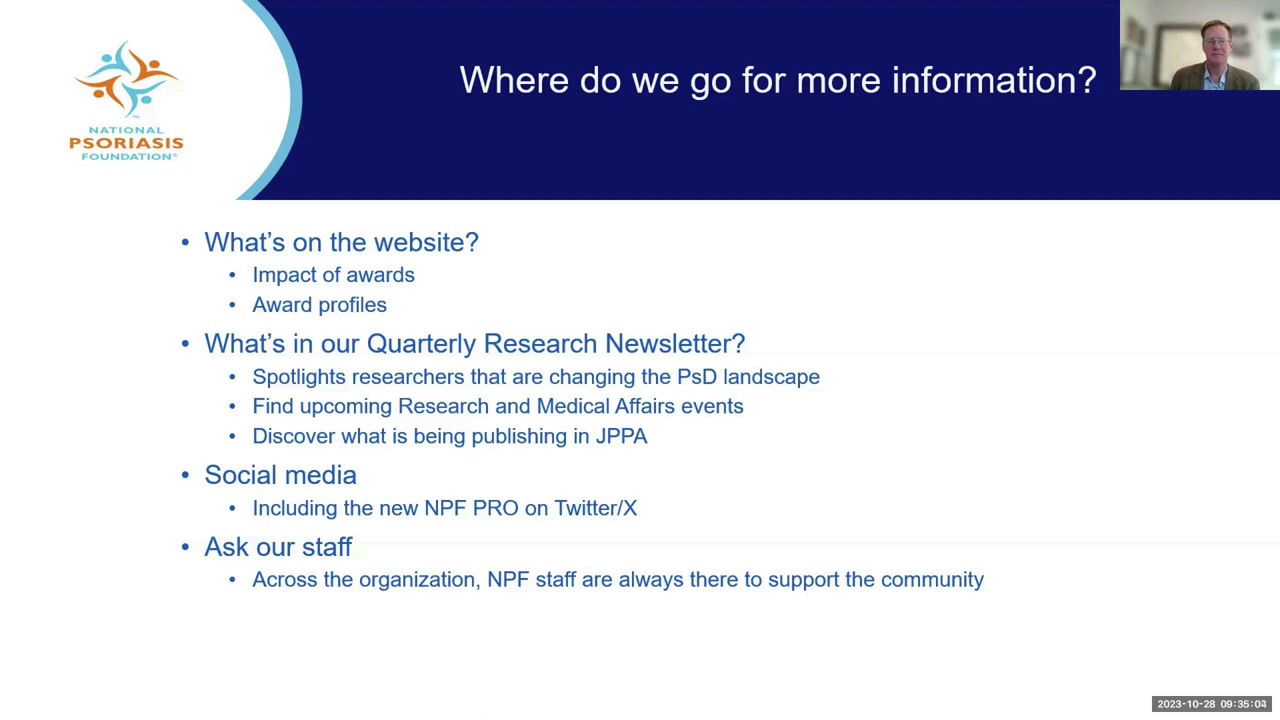 Where do we go for more information?
NATIONAL
PSORIASIS
FOUNDATION®
• What's on the website?
• Impact of awards
• Award profiles
• What's in our Quarterly Research Newsletter?
• Spotlights researchers that are changing the PsD landscape
• Find upcoming Research and Medical Affairs events
• Discover what is being publishing in JPPA
• Social media
• Including the new NPF PRO on Twitter/X
• Ask our staff
• Across the organization, NPF staff are always there to support the community
2023-10-28